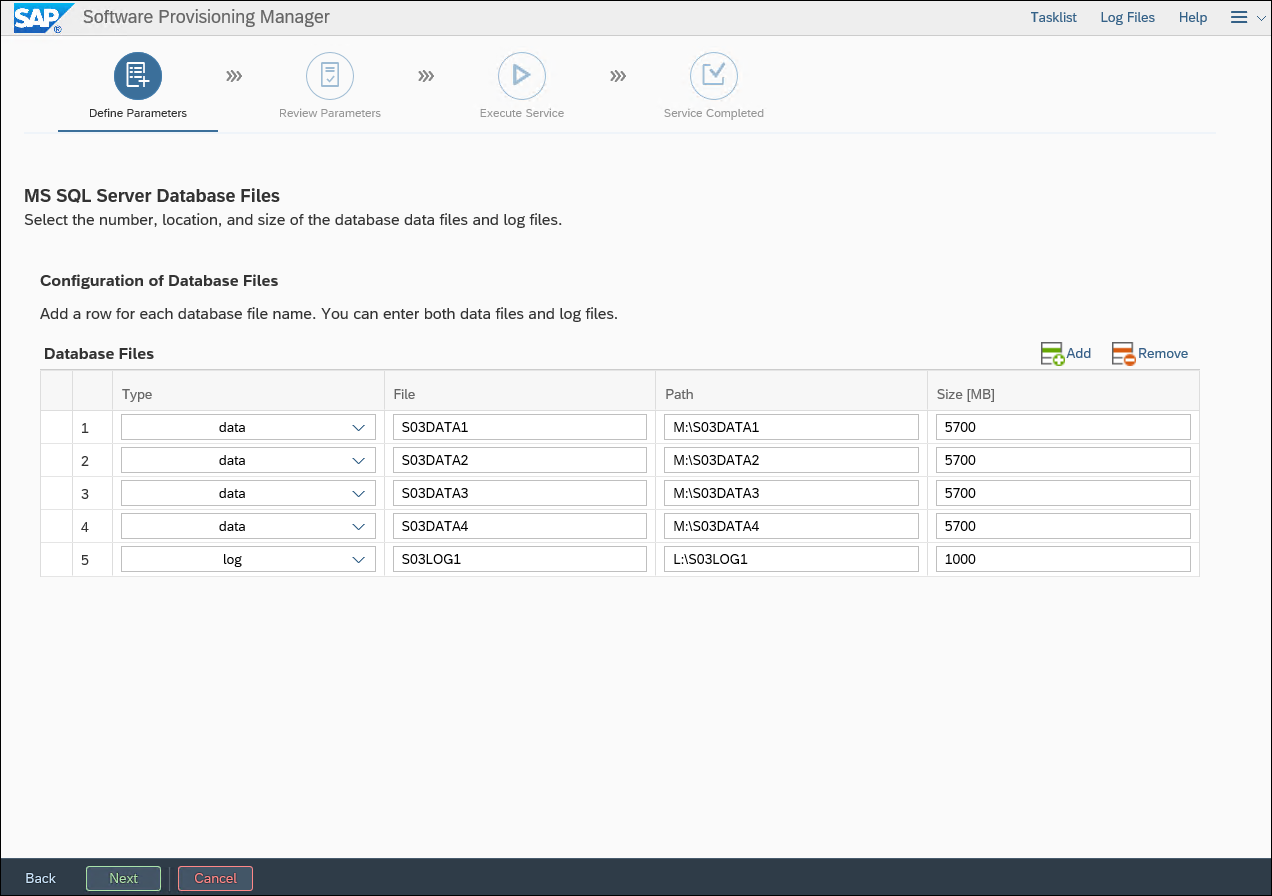 SAP ® Software Provisioning Manager Tasklist Log Files Help
Define Parameters Review Parameters Execute Service Service Completed
MS SQL Server Database Files
Select the number, location, and size of the database data files and log files.
Configuration of Database Files
Add a row for each database file name. You can enter both data files and log files.
Database Files Add Remove
Type File Path Size [MB]
1 data S03DATA1 M:\S03DATA1 5700
2 data S03DATA2 M:\S03DATA2 5700
3 data S03DATA3 M:\S03DATA3 5700
4 data S03DATA4 M:\S03DATA4 5700
5 log S03LOG1 L:\S03LOG1 1000
Back Next Cancel